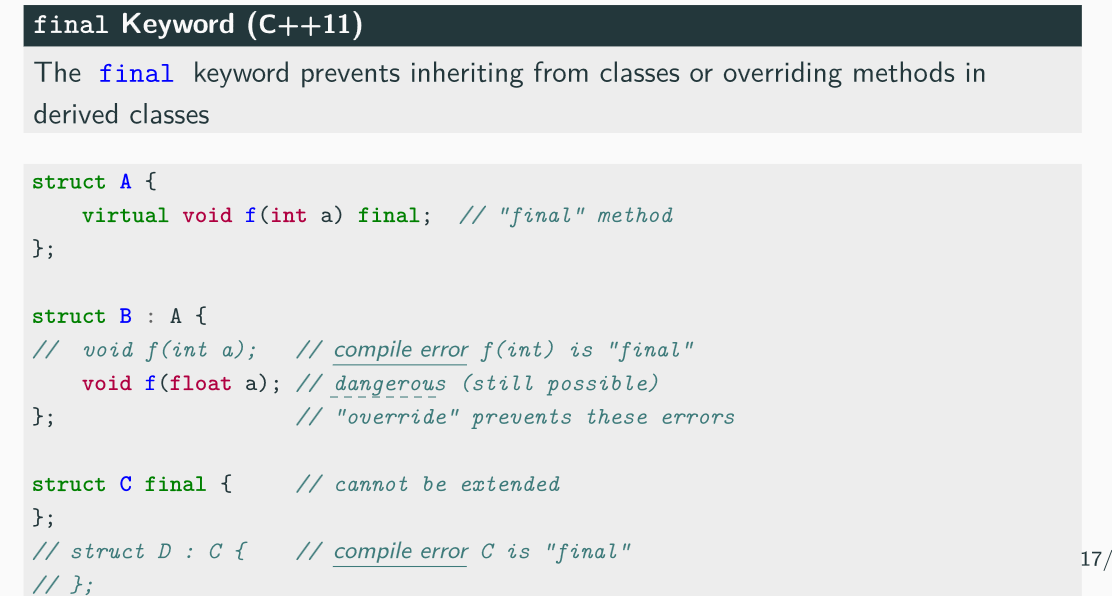 final Keyword (C++11)
The final keyword prevents inheriting from classes or overriding methods in
derived classes
struct A {
    virtual void f(int a) final;  // "final" method
};
struct B : A {
//  void f(int a);   // compile error f(int) is "final"
    void f(float a); // dangerous (still possible)
};                   // "override" prevents these errors
struct C final {     // cannot be extended
};
// struct D : C {    // compile error C is "final"
// };
17/